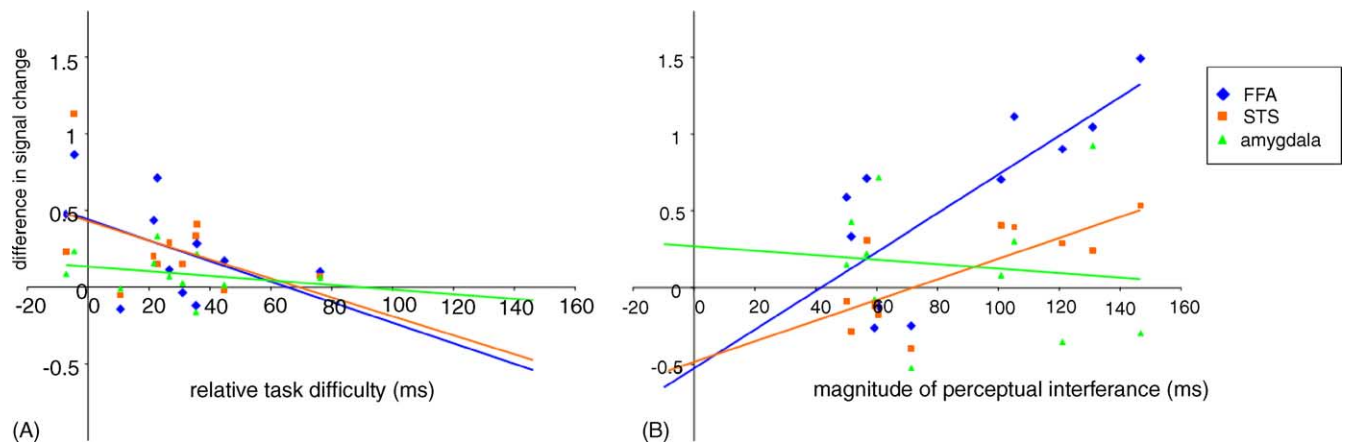 difference in signal change
1.5
1
0.5
0
-20 0 20 40 60 80 100 120 140 160
-0.5
relative task difficulty (ms)
(A)
1.5
1
0.5
0
0 20 40 60 80 100 120 140 160
-0.5
magnitude of perceptual interferance (ms)
(B)
FFA
STS
amygdala